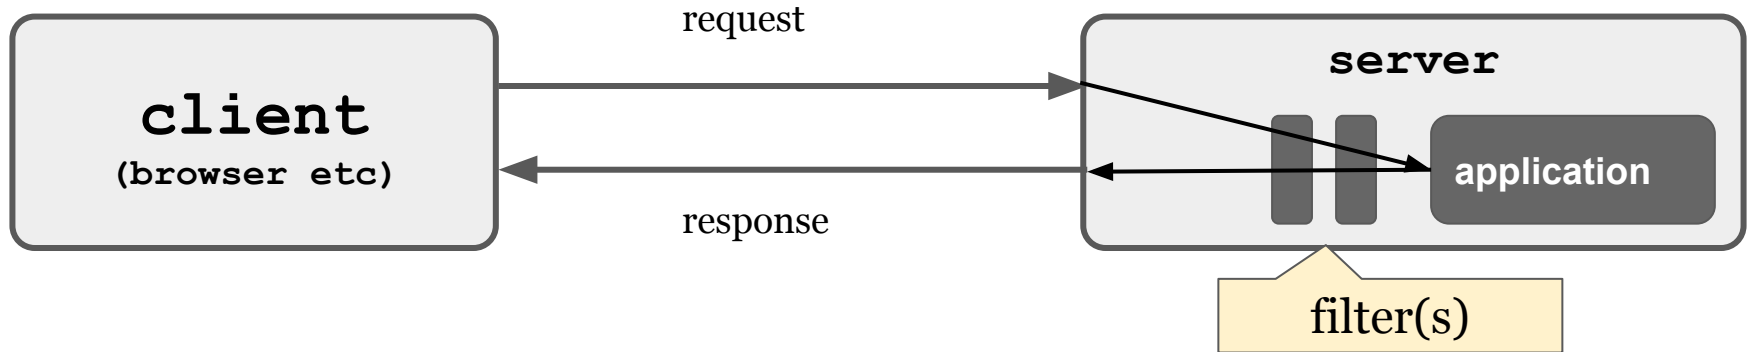 request
client
(browser etc)
server
application
response
filter(s)